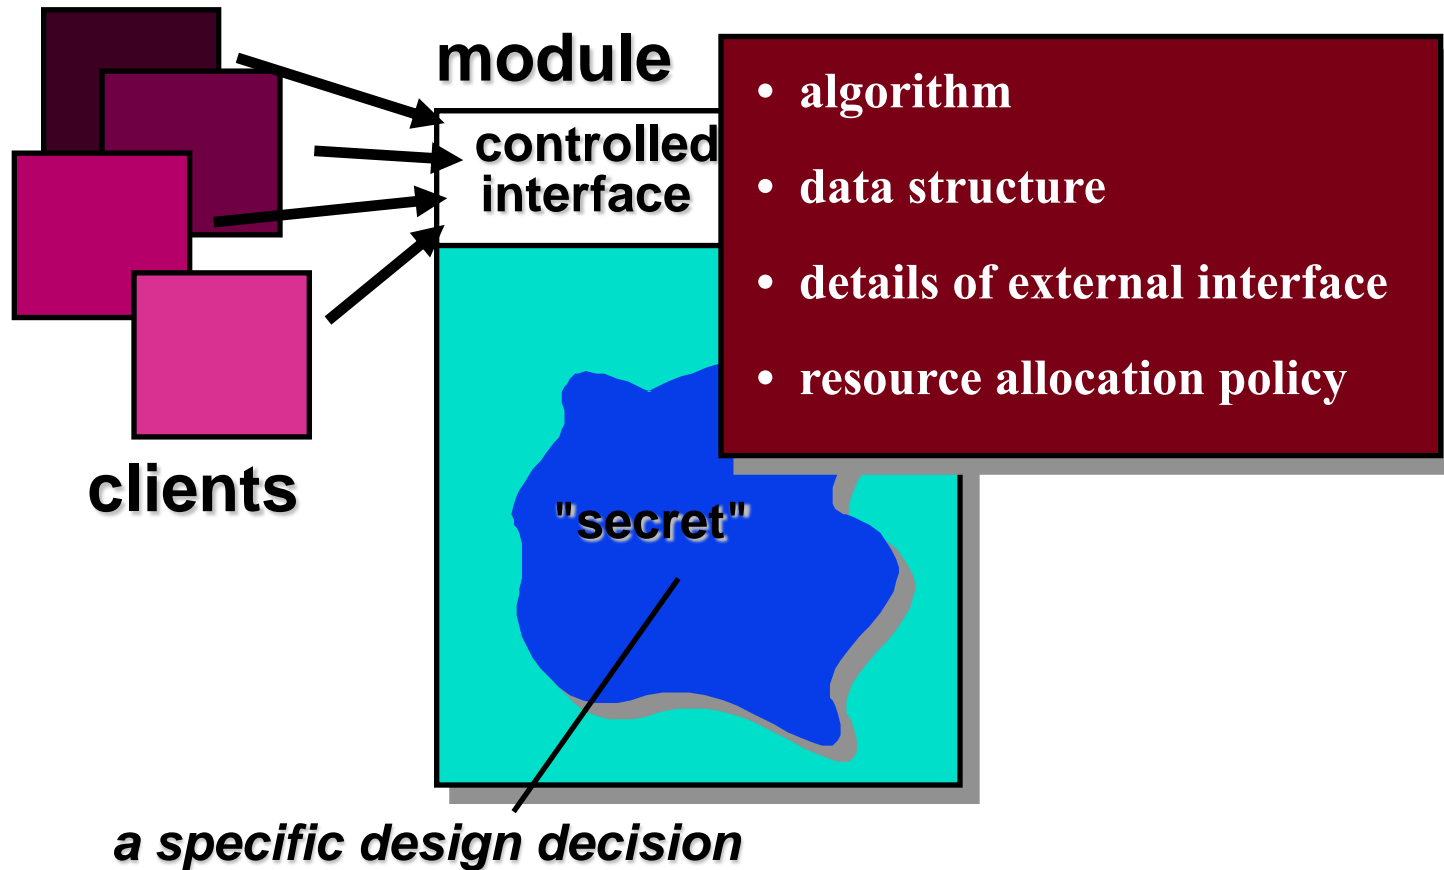 module
controlled
interface
• algorithm
• data structure
• details of external interface
• resource allocation policy
clients
"secret"
a specific design decision